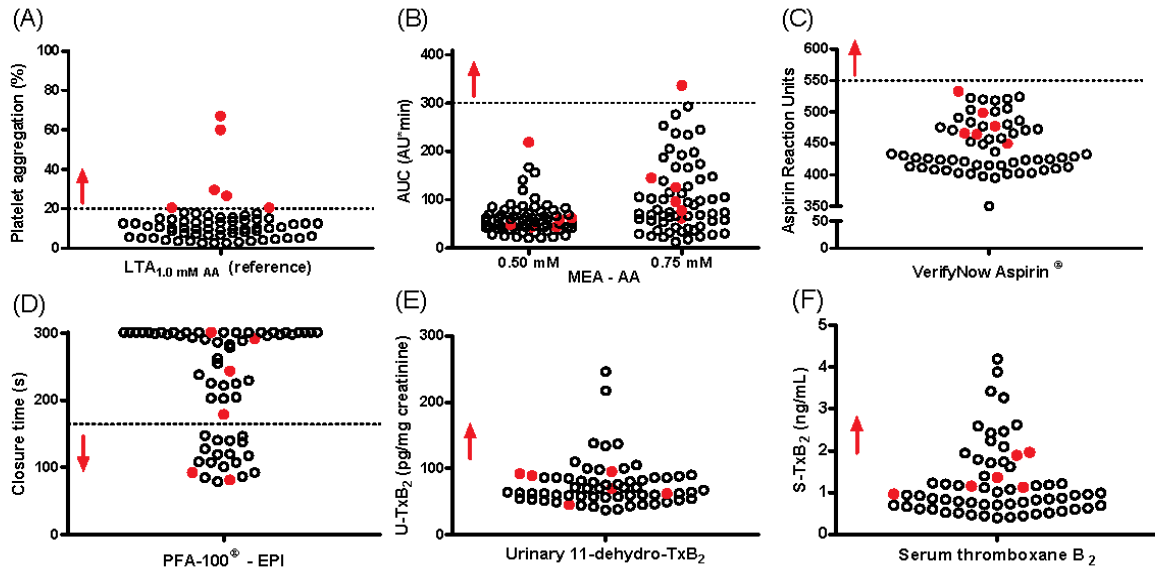 (A)
Platelet aggregation (%)
100
80
60
40
20
0
LTA1.0 mM AA (reference)
(B)
AUC (AU*min)
400
300
200
100
0
0.50 mM 0.75 mM
MEA - AA
(C)
Aspirin Reaction Units
600
550
500
450
400
350
50
0
VerifyNow Aspirin ®
(D)
Closure time (s)
300
200
100
0
PFA-100® - EPI
(E)
U-TxB2 (pg/mg creatinine)
300
200
100
0
Urinary 11-dehydro-TxB2
(F)
S-TxB2 (ng/mL)
5
4
3
2
1
0
Serum thromboxane B2